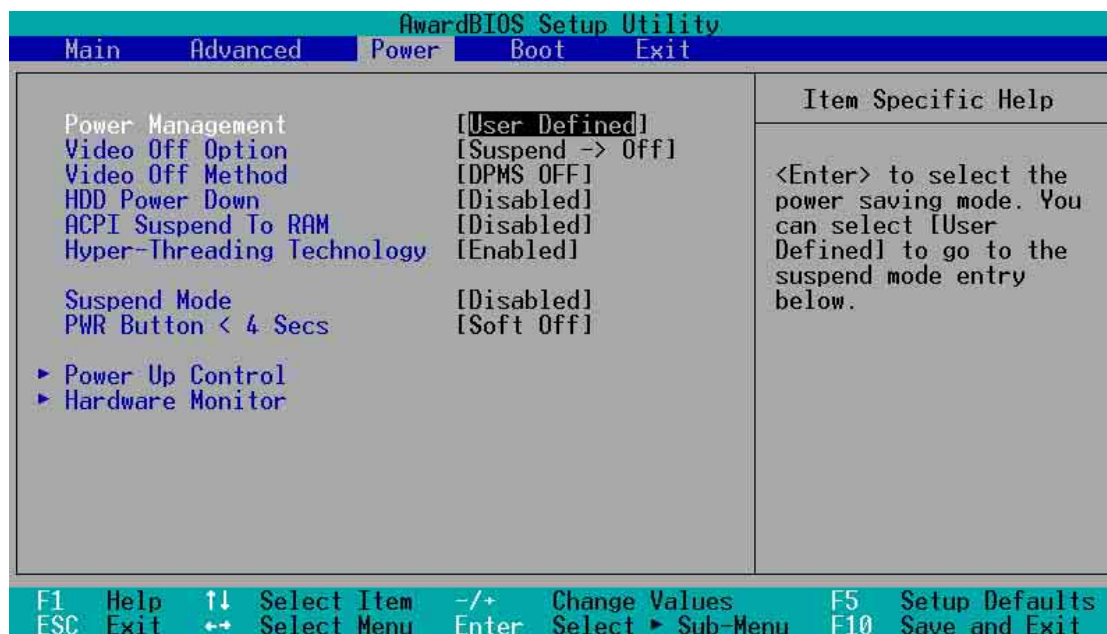 AwardBIOS Setup Utility
Main Advanced Power Boot Exit
Item Specific Help
Power Management [User Defined]
Video Off Option [Suspend -> Off]
Video Off Method [DPMS OFF]
HDD Power Down [Disabled]
ACPI Suspend To RAM [Disabled]
Hyper-Threading Technology [Enabled]
Suspend Mode [Disabled]
PWR Button < 4 Secs [Soft Off]
▸ Power Up Control
▸ Hardware Monitor
<Enter> to select the
power saving mode. You
can select [User
Defined] to go to the
suspend mode entry
below.
F1 Help ↑↓ Select Item -/+ Change Values F5 Setup Defaults
ESC Exit ←→ Select Menu Enter Select ▸ Sub-Menu F10 Save and Exit